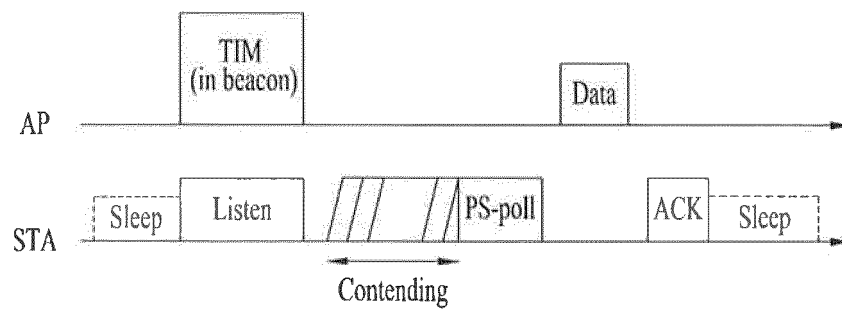 TIM
(in beacon)
Data
AP
Sleep
Listen
PS-poll
ACK
Sleep
STA
Contending